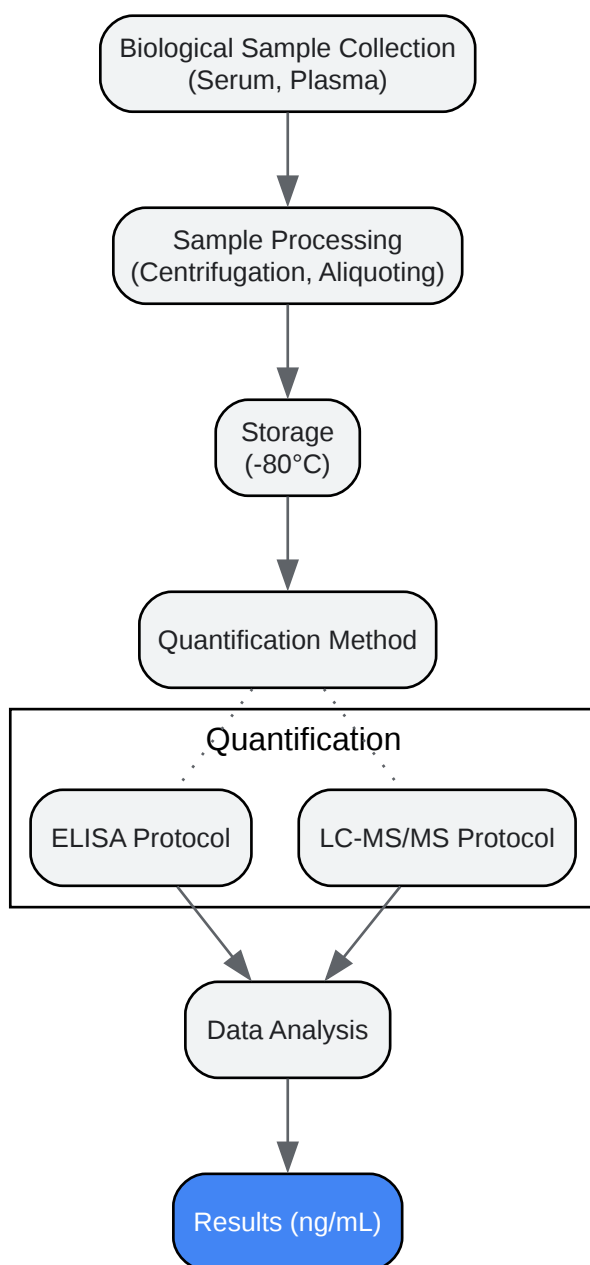 Biological Sample Collection
(Serum, Plasma)
Sample Processing
(Centrifugation, Aliquoting)
Storage
(-80°C)
Quantification Method
Quantification
ELISA Protocol
LC-MS/MS Protocol
Data Analysis
Results (ng/mL)